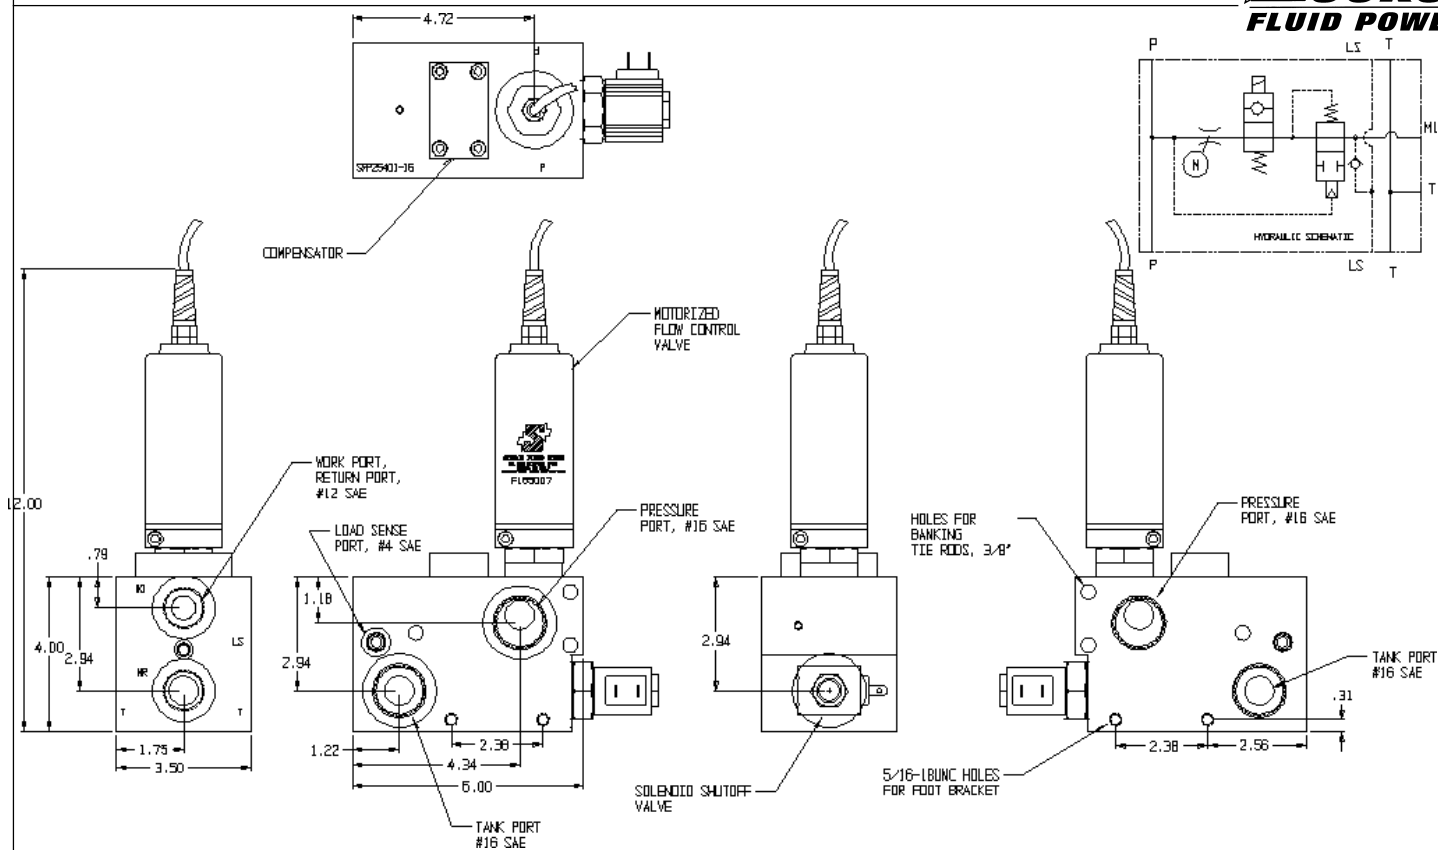 FLUID POWE
4.72
P
SPP25401-16
P
COMPENSATOR
P
LS
T
N
T
HYDRAULIC SCHEMATIC
P
LS
T
MOTORIZED
FLOW CONTROL
VALVE
F155007
WORK PORT,
RETURN PORT,
#12 SAE
LOAD SENSE
PORT, #4 SAE
PRESSURE
PORT, #16 SAE
HOLES FOR
BANKING
TIE RODS, 3/8"
PRESSURE
PORT, #16 SAE
12.00
.79
4.00
2.94
LS
T
T
1.75
3.50
1.18
2.94
1.22
2.38
4.34
6.00
TANK PORT
#16 SAE
2.94
SOLENOID SHUTOFF
VALVE
TANK PORT
#16 SAE
.31
2.38
2.56
5/16-18UNC HOLES
FOR FOOT BRACKET